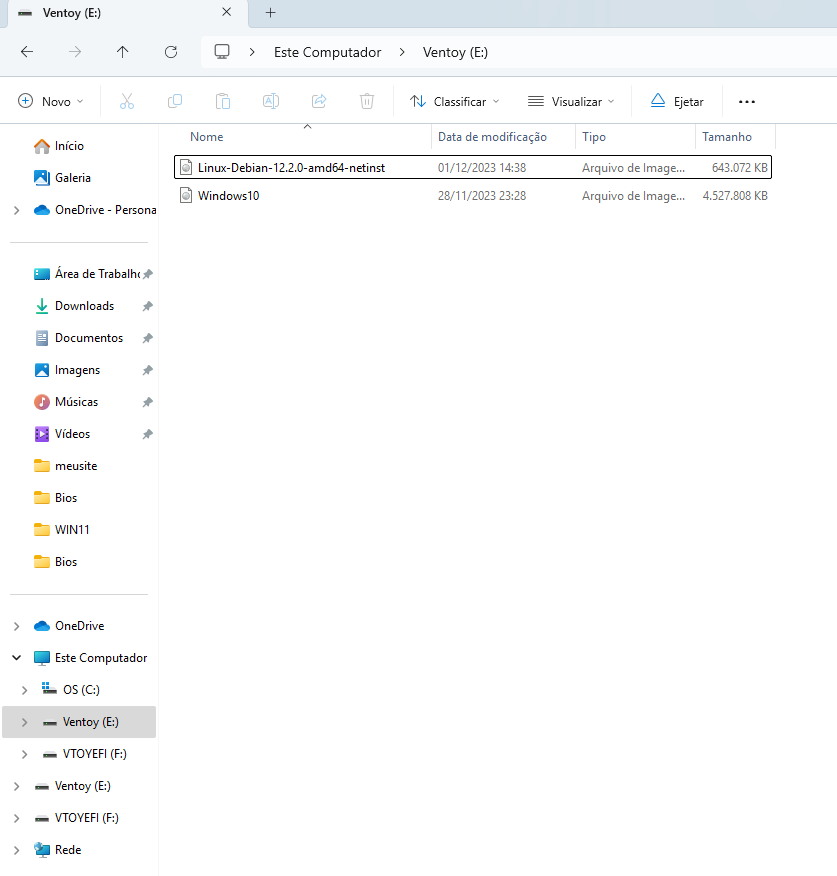 Ventoy (E:)
Este Computador Ventoy (E:)
Novo Classificar Visualizar Ejetar
Nome Data de modificação Tipo Tamanho
Linux-Debian-12.2.0-amd64-netinst 01/12/2023 14:38 Arquivo de Image... 643.072 KB
Windows10 28/11/2023 23:28 Arquivo de Image... 4.527.808 KB
Início
Galeria
OneDrive - Persona
Área de Trabalho
Downloads
Documentos
Imagens
Músicas
Vídeos
meusite
Bios
WIN11
Bios
OneDrive
Este Computador
OS (C:)
Ventoy (E:)
VTOYEFI (F:)
Ventoy (E:)
VTOYEFI (F:)
Rede